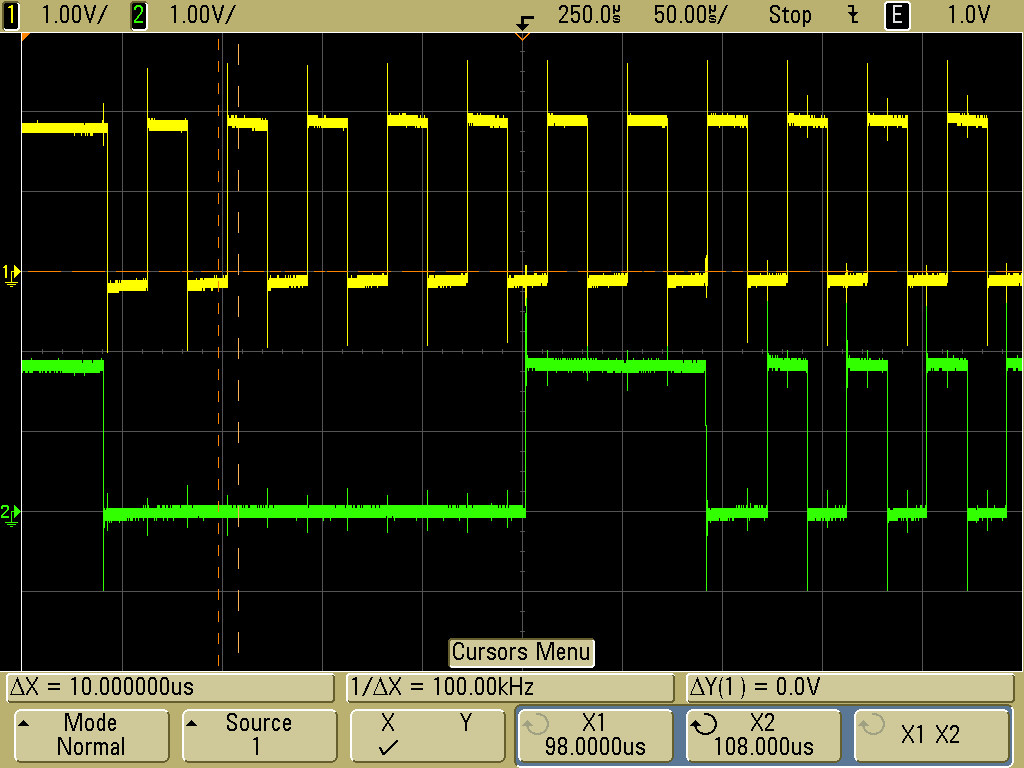 1 1.00V/ 2 1.00V/ 250.0µs 50.00µs/ Stop E 1.0V
1
2
Cursors Menu
ΔX = 10.000000us 1/ΔX = 100.00kHz ΔY(1) = 0.0V
Mode Source X Y X1 X2 X1 X2
Normal 1 98.0000us 108.000us